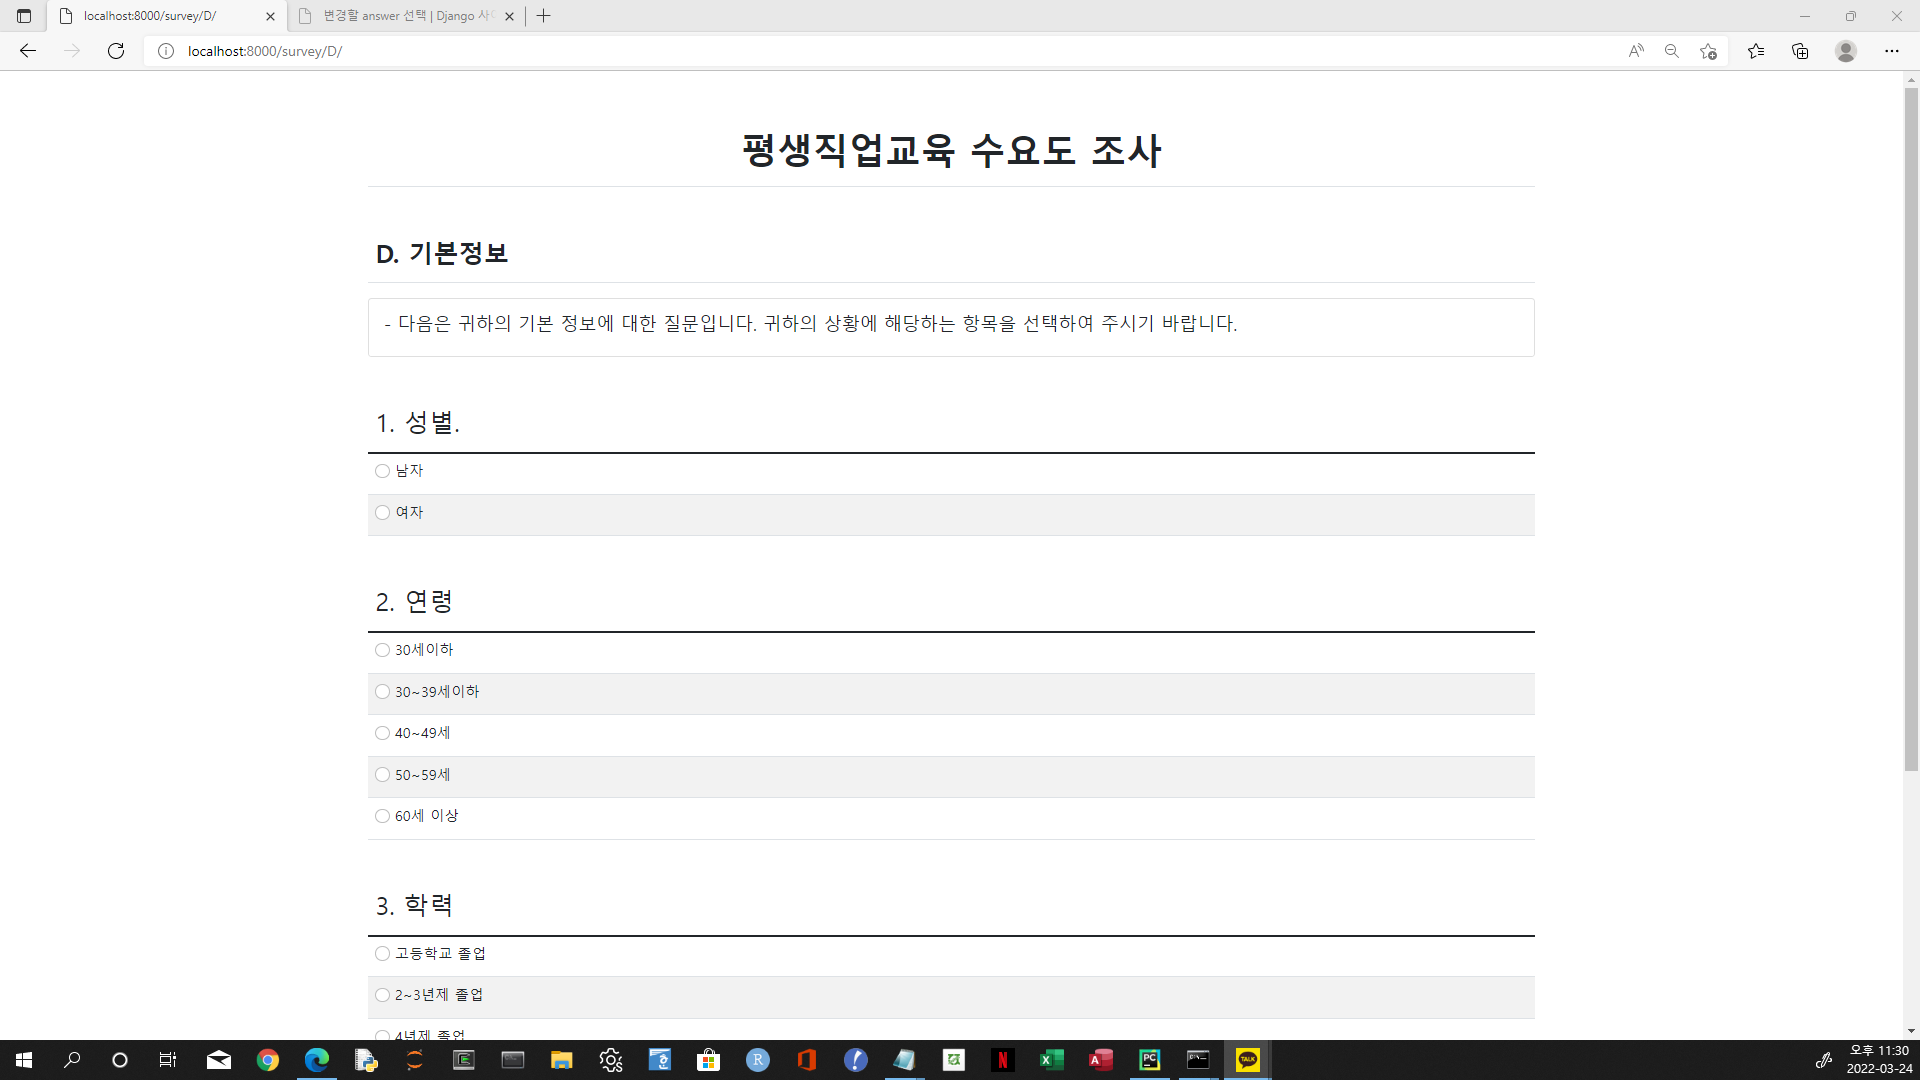 localhost:8000/survey/D/
변경할 answer 선택 | Django 사
localhost:8000/survey/D/
평생직업교육 수요도 조사
D. 기본정보
- 다음은 귀하의 기본 정보에 대한 질문입니다. 귀하의 상황에 해당하는 항목을 선택하여 주시기 바랍니다.
1. 성별.
남자
여자
2. 연령
30세이하
30~39세이하
40~49세
50~59세
60세 이상
3. 학력
고등학교 졸업
2~3년제 졸업
4년제 졸업
오후 11:30
2022-03-24